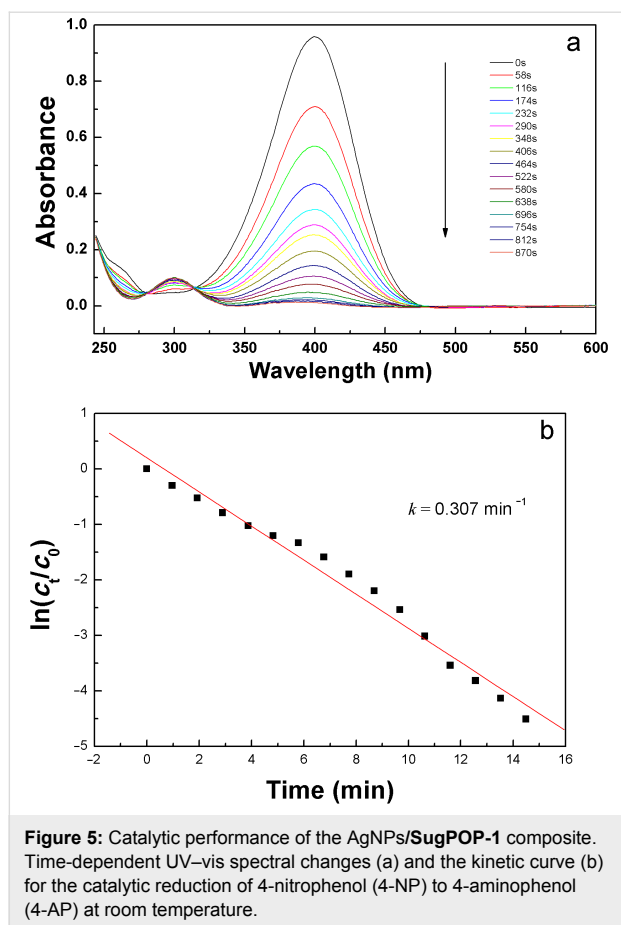 a
1.0
0.8
0.6
0.4
0.2
0.0
Absorbance
0s
58s
116s
174s
232s
290s
348s
406s
464s
522s
580s
638s
696s
754s
812s
870s
250 300 350 400 450 500 550 600
Wavelength (nm)
b
1
0
−1
−2
−3
−4
−5
ln(cₜ/c₀)
k = 0.307 min⁻¹
−2 0 2 4 6 8 10 12 14 16
Time (min)
Figure 5: Catalytic performance of the AgNPs/SugPOP-1 composite.
Time-dependent UV–vis spectral changes (a) and the kinetic curve (b)
for the catalytic reduction of 4-nitrophenol (4-NP) to 4-aminophenol
(4-AP) at room temperature.